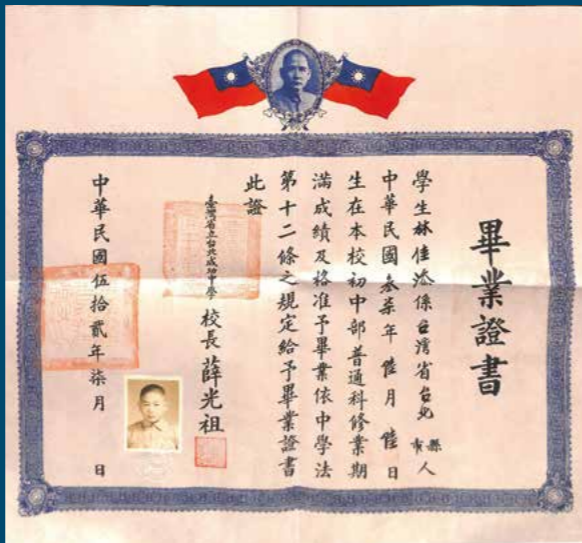 畢業證書
學生林佳添係台灣省台北縣市人
中華民國叁柒年陸月陸日
生在本校初中部普通科修業期
滿成績及格准予畢業依中學法
第十二條之規定給予畢業證書
此證
臺灣省立台北成功中學 校長 薛光祖
中華民國伍拾貳年柒月 日